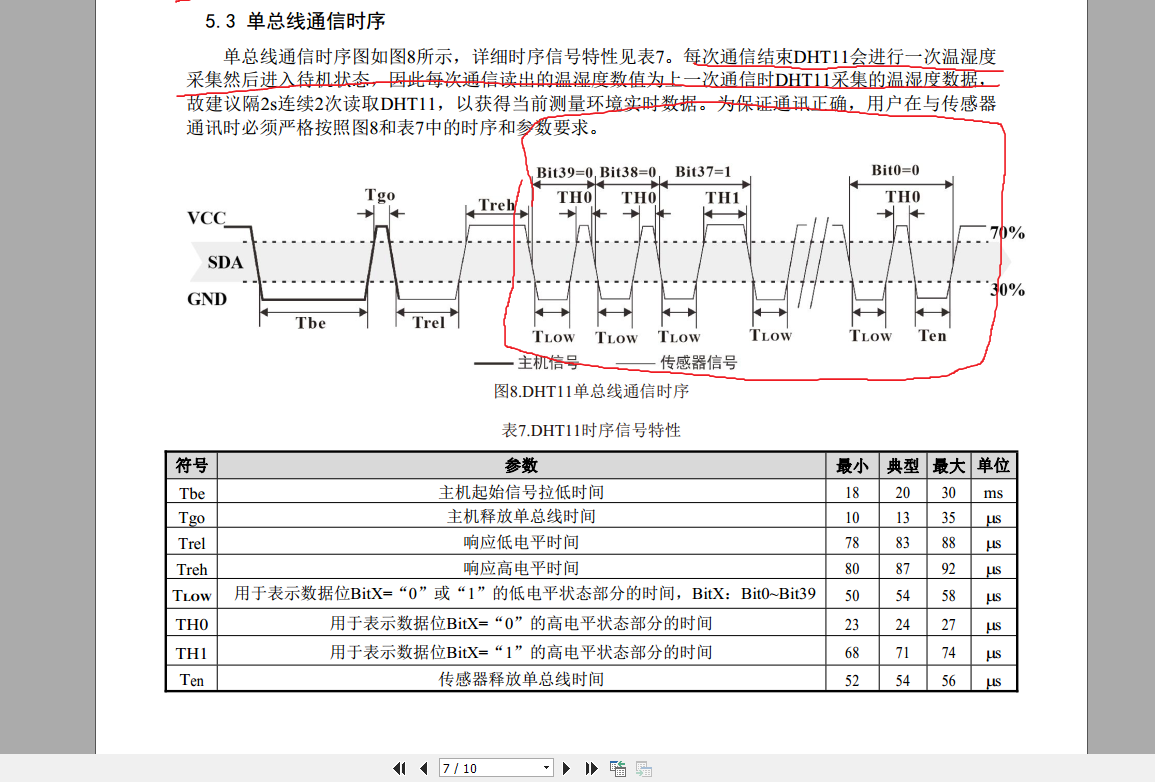 5.3 单总线通信时序
单总线通信时序图如图8所示，详细时序信号特性见表7。每次通信结束DHT11会进行一次温湿度
采集然后进入待机状态，因此每次通信读出的温湿度数值为上一次通信时DHT11采集的温湿度数据，
故建议隔2s连续2次读取DHT11，以获得当前测量环境实时数据。为保证通讯正确，用户在与传感器
通讯时必须严格按照图8和表7中的时序和参数要求。
Bit39=0 Bit38=0 Bit37=1 Bit0=0
Tgo Treh TH0 TH0 TH1 TH0
VCC 70%
SDA
GND 30%
Tbe Trel TLOW TLOW TLOW TLOW TLOW Ten
主机信号 传感器信号
图8.DHT11单总线通信时序
表7.DHT11时序信号特性
符号 参数 最小 典型 最大 单位
Tbe 主机起始信号拉低时间 18 20 30 ms
Tgo 主机释放单总线时间 10 13 35 μs
Trel 响应低电平时间 78 83 88 μs
Treh 响应高电平时间 80 87 92 μs
TLOW 用于表示数据位BitX=“0”或“1”的低电平状态部分的时间，BitX：Bit0~Bit39 50 54 58 μs
TH0 用于表示数据位BitX=“0”的高电平状态部分的时间 23 24 27 μs
TH1 用于表示数据位BitX=“1”的高电平状态部分的时间 68 71 74 μs
Ten 传感器释放单总线时间 52 54 56 μs
7 / 10